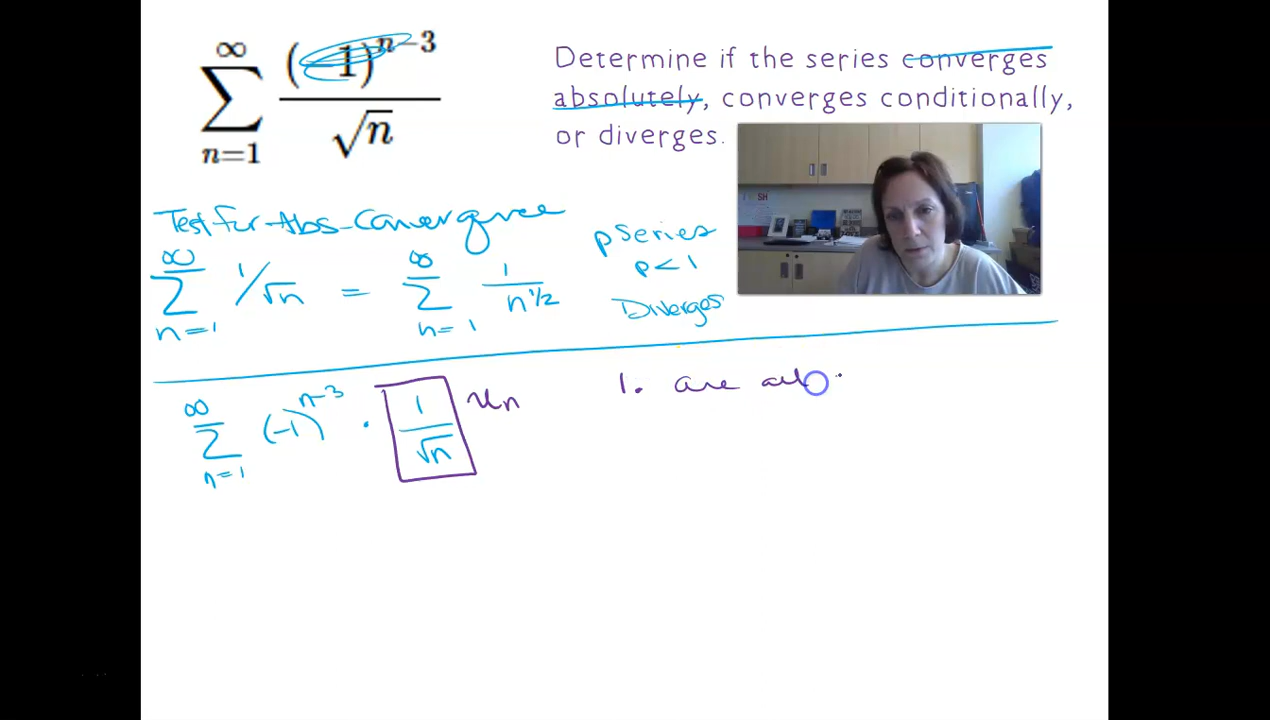 ∞
Σ
n=1
(-1)^{n-3}
√n
Determine if the series converges
absolutely, converges conditionally,
or diverges.
Test for Abs-Convergence
∞
Σ
n=1
1/√n = ∞
Σ
n=1
1
n^{1/2}
p series
p < 1
Diverges
∞
Σ
n=1
(-1)^{n-3} · 1
√n
u_n
1. are all